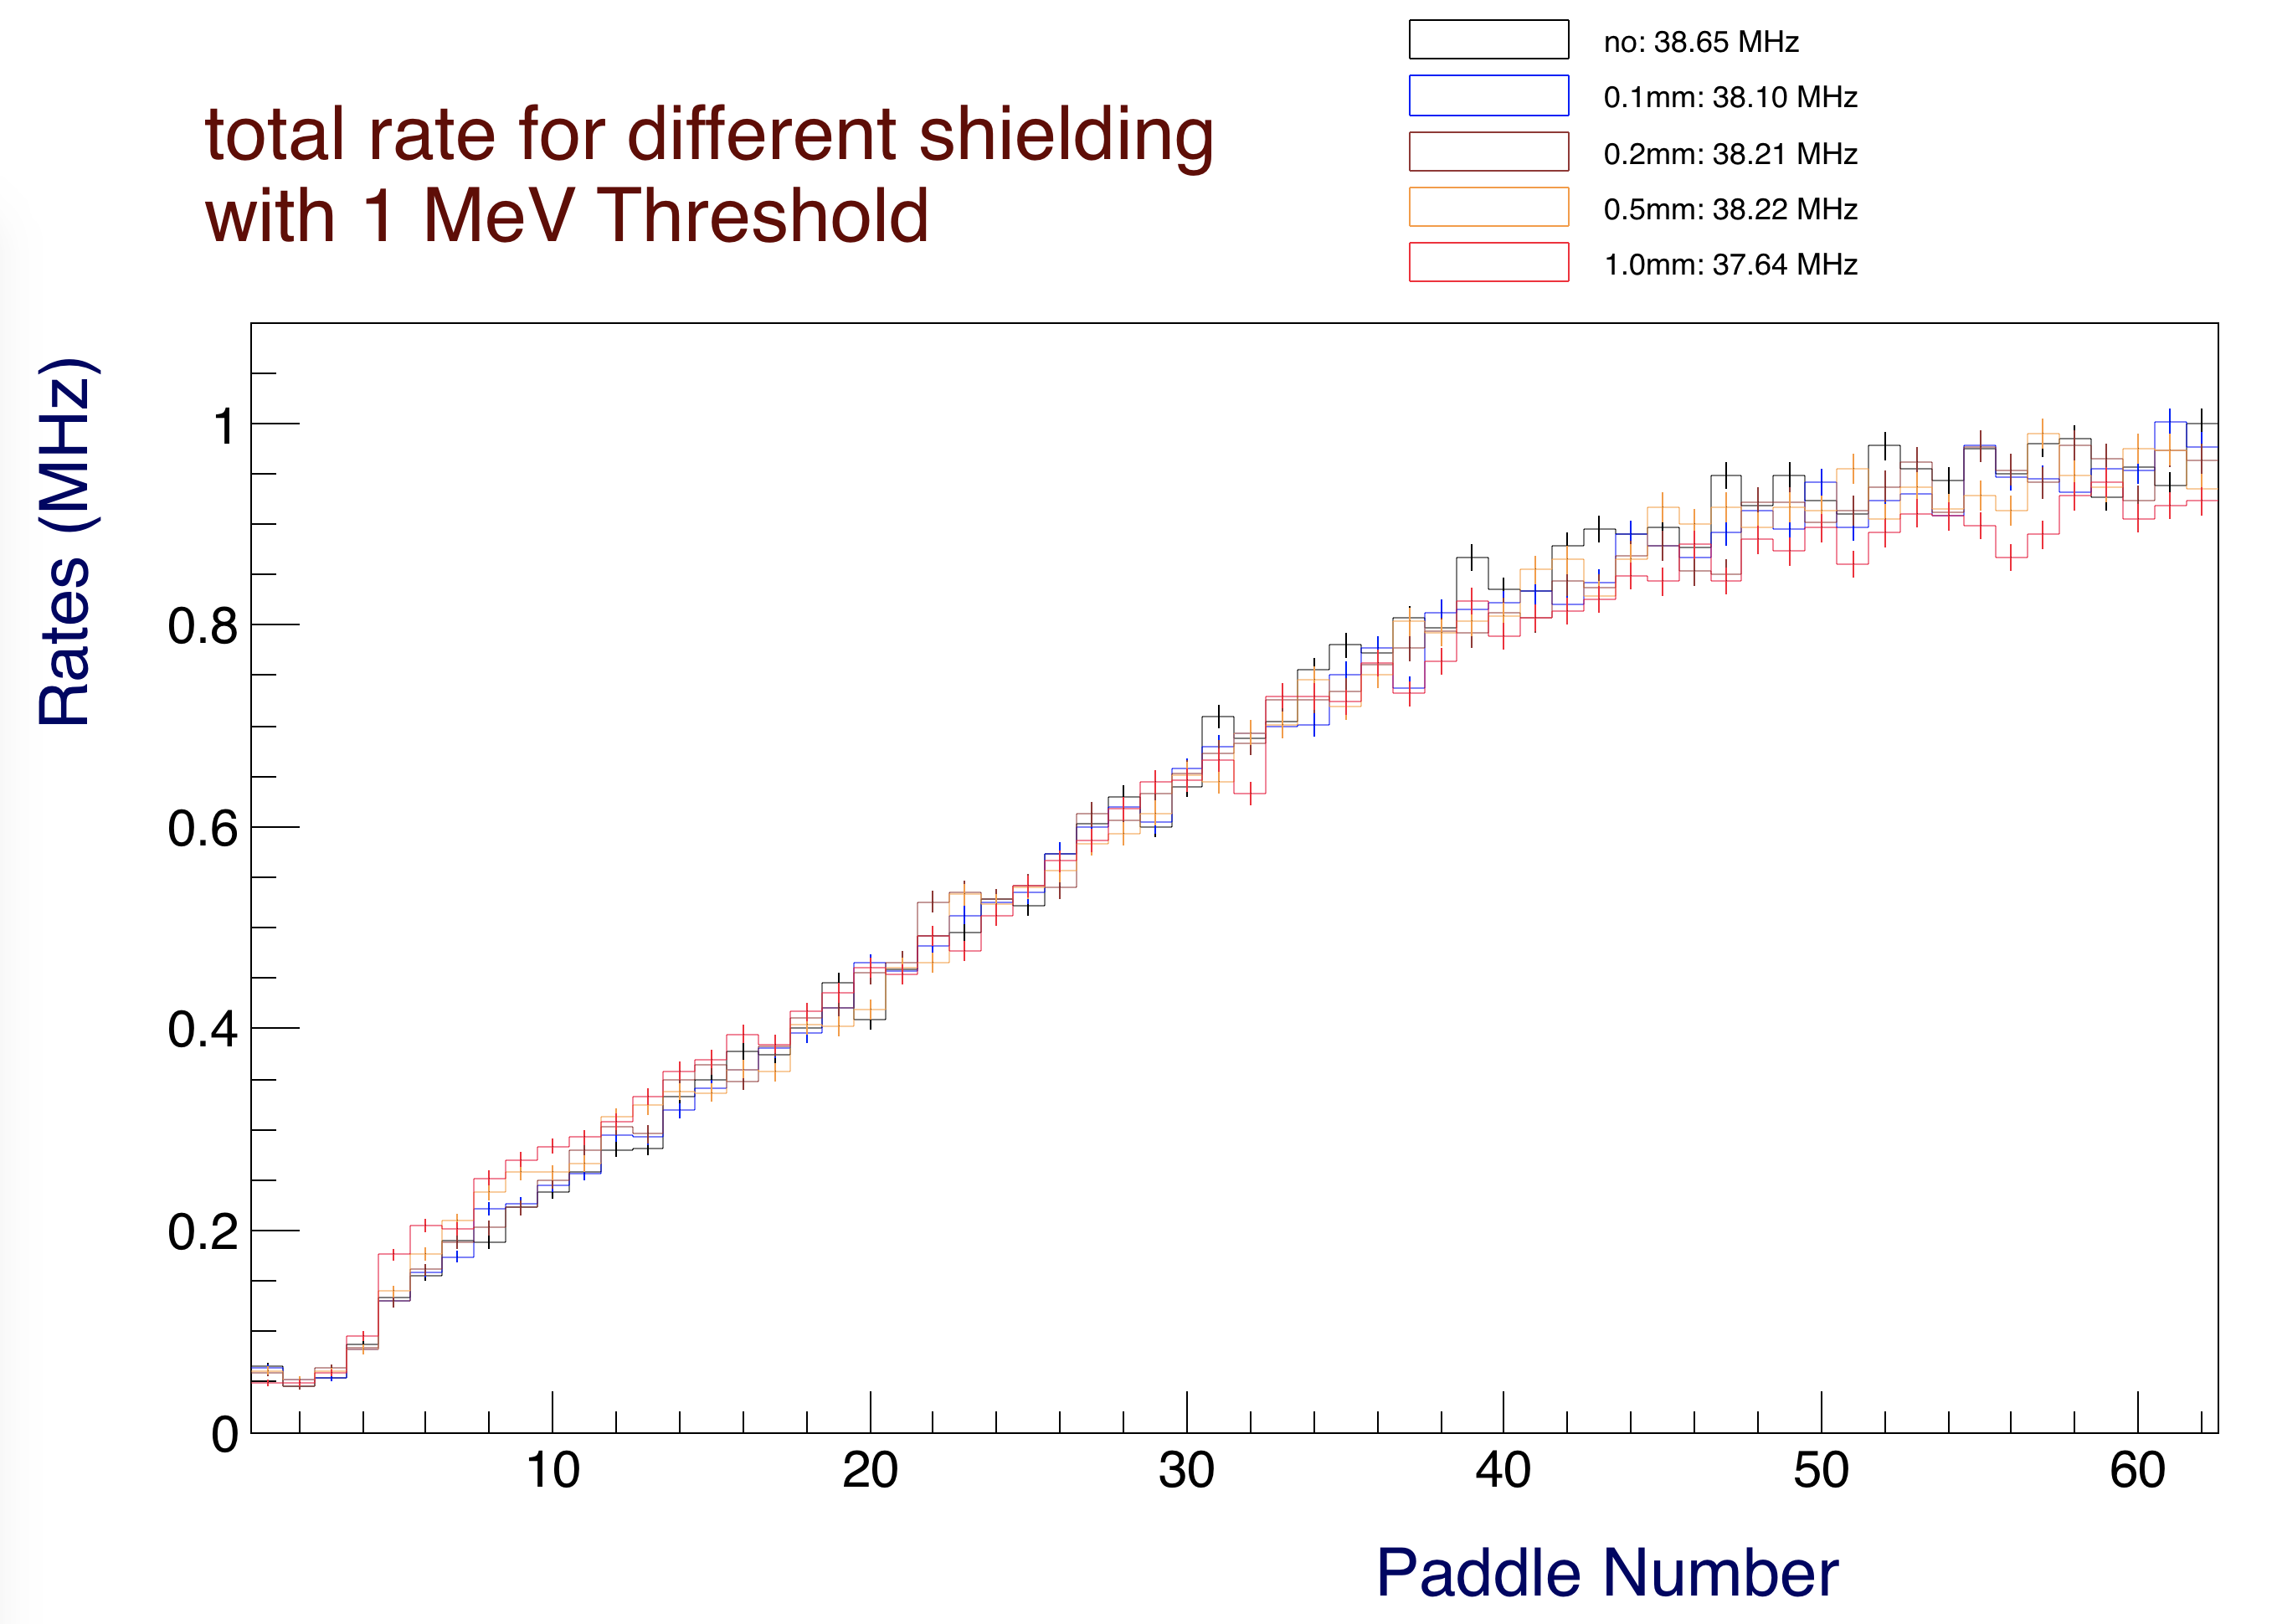 no: 38.65 MHz
0.1mm: 38.10 MHz
0.2mm: 38.21 MHz
0.5mm: 38.22 MHz
1.0mm: 37.64 MHz
total rate for different shielding
with 1 MeV Threshold
Rates (MHz)
1
0.8
0.6
0.4
0.2
0
10 20 30 40 50 60
Paddle Number